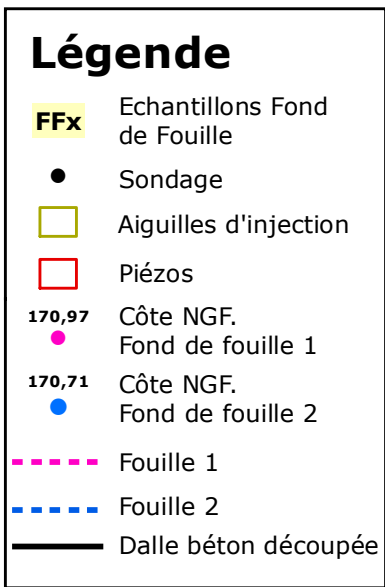 Légende
FFx Echantillons Fond
de Fouille
Sondage
Aiguilles d'injection
Piézos
170,97 Côte NGF.
Fond de fouille 1
170,71 Côte NGF.
Fond de fouille 2
Fouille 1
Fouille 2
Dalle béton découpée